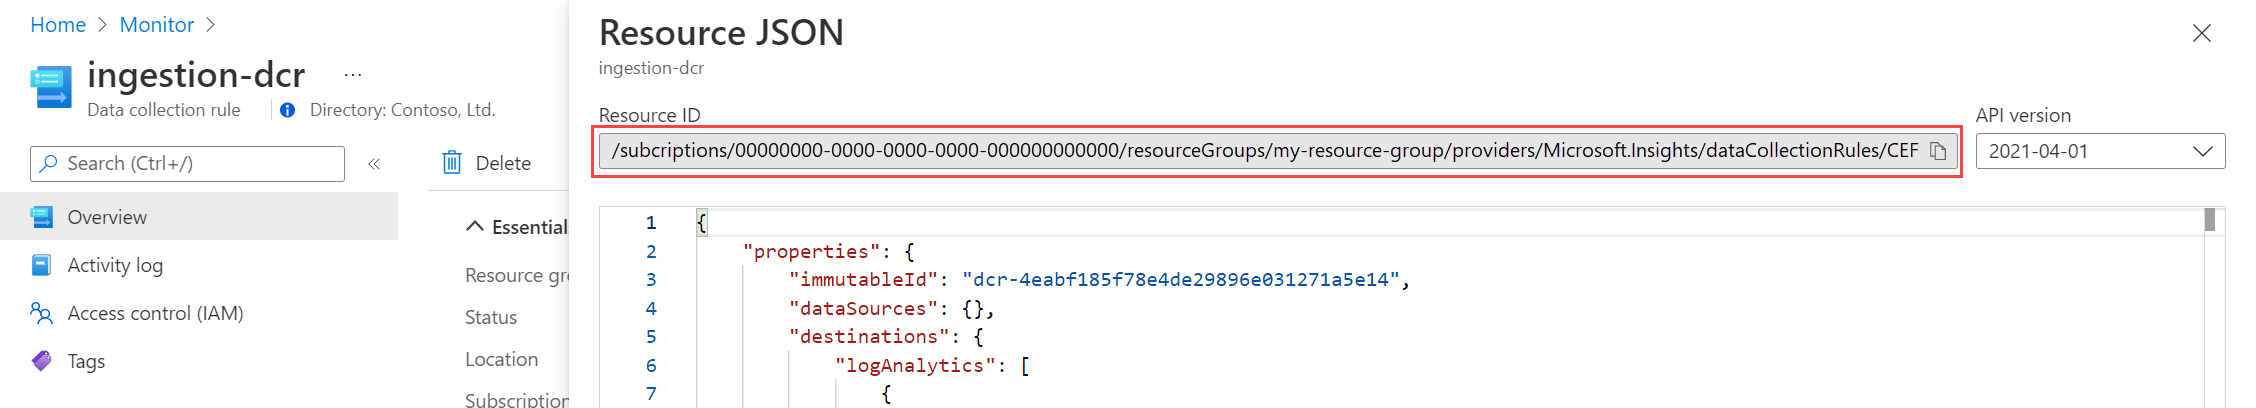 Home > Monitor >
ingestion-dcr ...
Data collection rule
Directory: Contoso, Ltd.
Search (Ctrl+/)
«
Overview
Activity log
Access control (IAM)
Tags
Delete
Essential
Resource gr
Status
Location
Subscription
Resource JSON
ingestion-dcr
Resource ID
/subcriptions/00000000-0000-0000-0000-000000000000/resourceGroups/my-resource-group/providers/Microsoft.Insights/dataCollectionRules/CEF
API version
2021-04-01
1 {
2 "properties": {
3 "immutableId": "dcr-4eabf185f78e4de29896e031271a5e14",
4 "dataSources": {},
5 "destinations": {
6 "logAnalytics": [
7 {